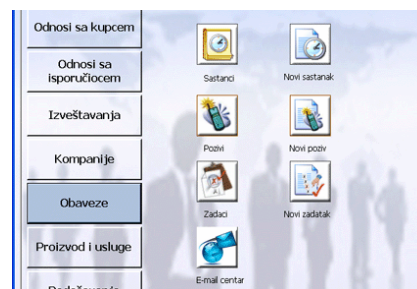 Odnosi sa kupcem
Odnosi sa
isporučiocem
Izveštavanja
Kompanije
Obaveze
Proizvod i usluge
Sastanci
Novi sastanak
Pozivi
Novi poziv
Zadaci
Novi zadatak
E-mail centar